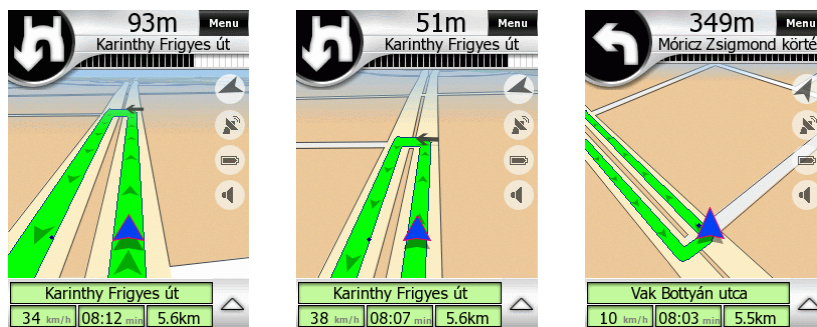 93m Menu
Karinthy Frigyes út
Karinthy Frigyes út
34 km/h 08:12 min 5.6km
51m Menu
Karinthy Frigyes út
Karinthy Frigyes út
38 km/h 08:07 min 5.6km
349m Menu
Móricz Zsigmond körté
Vak Bottyán utca
10 km/h 08:03 min 5.5km